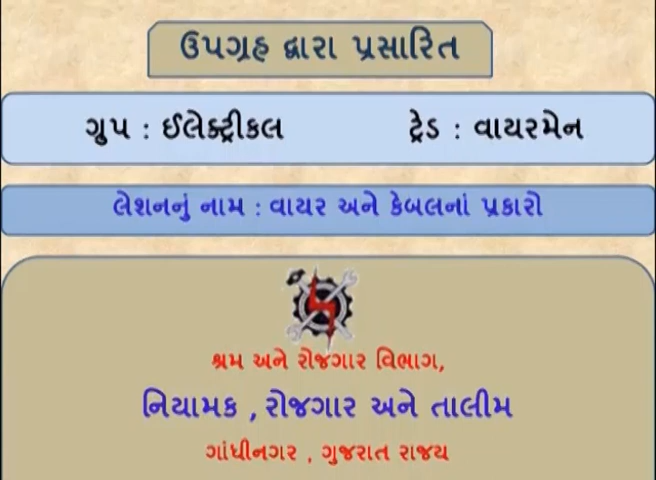 ઉપગ્રહ દ્વારા પ્રસારિત
ગ્રુપ : ઈલેક્ટ્રીકલ ટ્રેડ : વાયરમેન
લેશનનું નામ : વાયર અને કેબલનાં પ્રકારો
શ્રમ અને રોજગાર વિભાગ,
નિયામક , રોજગાર અને તાલીમ
ગાંધીનગર , ગુજરાત રાજય